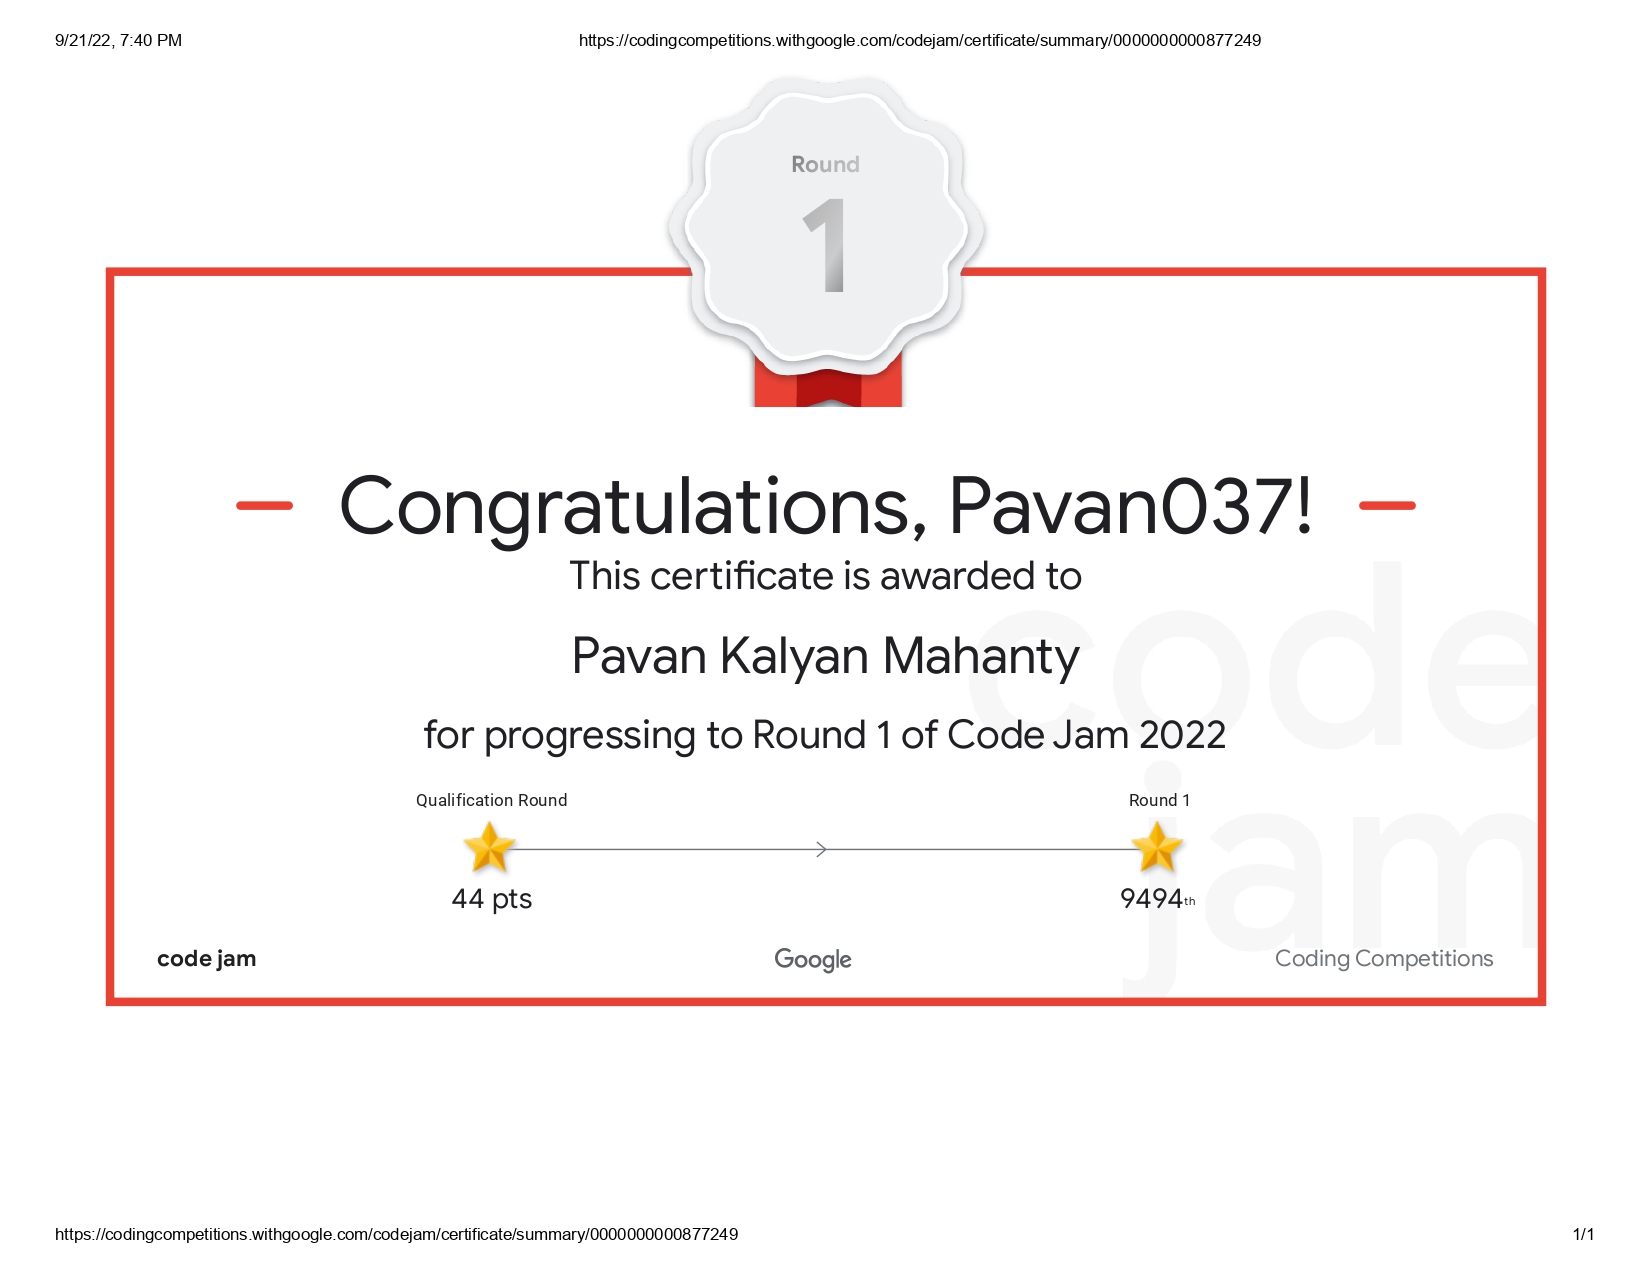 9/21/22, 7:40 PM
https://codingcompetitions.withgoogle.com/codejam/certificate/summary/0000000000877249
Round
1
Congratulations, Pavan037!
This certificate is awarded to
Pavan Kalyan Mahanty
for progressing to Round 1 of Code Jam 2022
code
jam
Qualification Round
Round 1
44 pts
9494th
code jam
Google
Coding Competitions
https://codingcompetitions.withgoogle.com/codejam/certificate/summary/0000000000877249
1/1